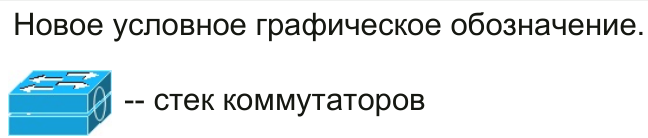 Новое условное графическое обозначение.
-- стек коммутаторов